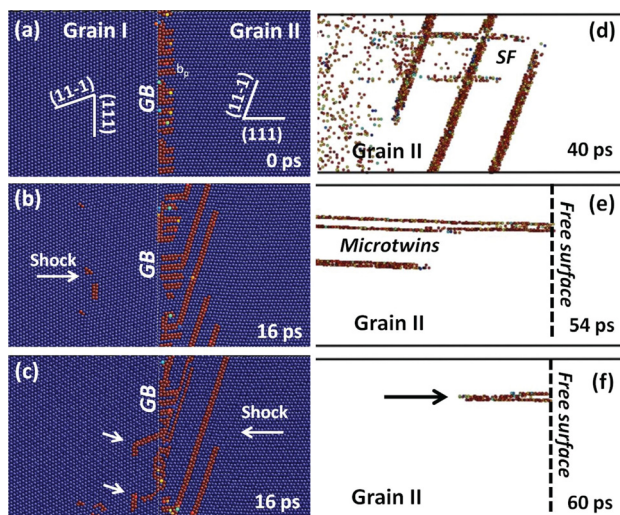 (a) Grain I Grain II
b_p
(11-1)
(111)
GB
(11-1)
(111)
0 ps
(b)
Shock
GB
16 ps
(c)
GB
Shock
16 ps
(d)
SF
Grain II
40 ps
(e)
Microtwins
Free surface
Grain II
54 ps
(f)
Free surface
Grain II
60 ps